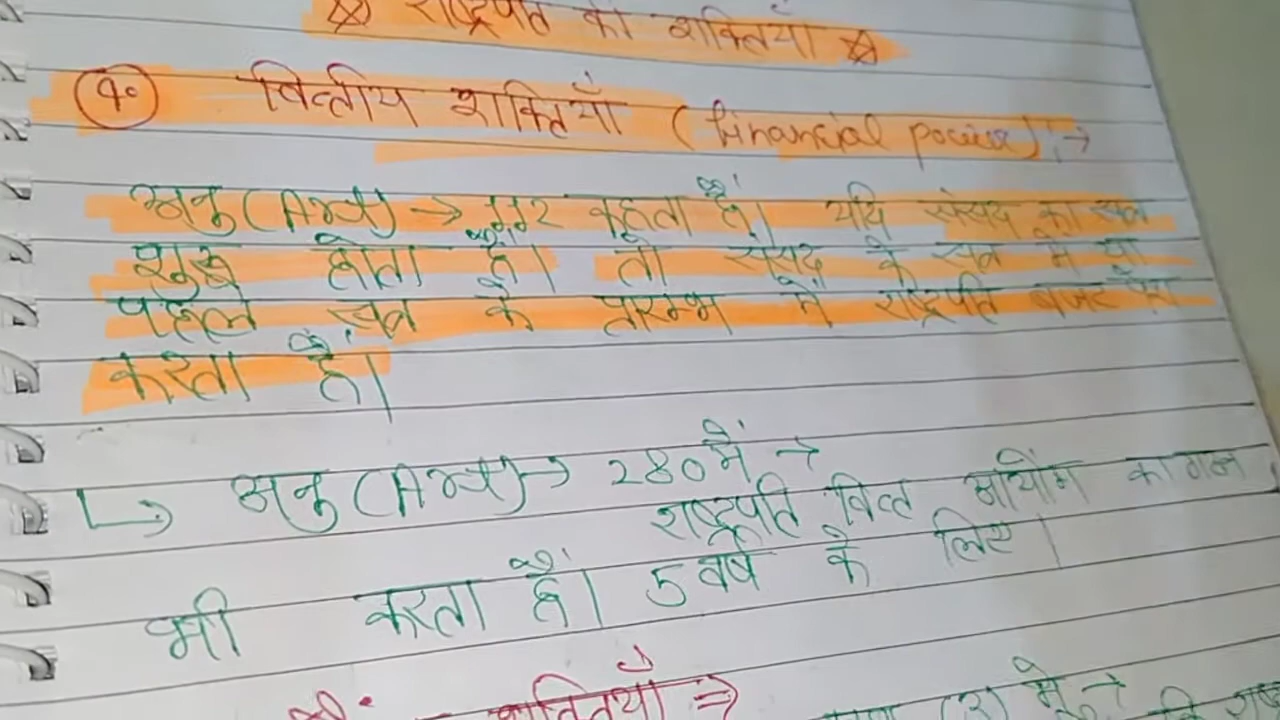 राष्ट्रपति की शक्तियाँ
4. वित्तीय शक्तियाँ (Financial power) :→
अनु (Art) → 112 कहता है। यदि संसद का सत्र
शुरू होता है। तो संसद के सत्र में या
पहले सत्र के प्रारम्भ में राष्ट्रपति बजट पेश
करता है।
↳ अनु (Art) → 280 में →
राष्ट्रपति वित्त आयोग का गठन
भी करता है। 5 वर्ष के लिए।
शक्तियाँ ⇒
(3) में →